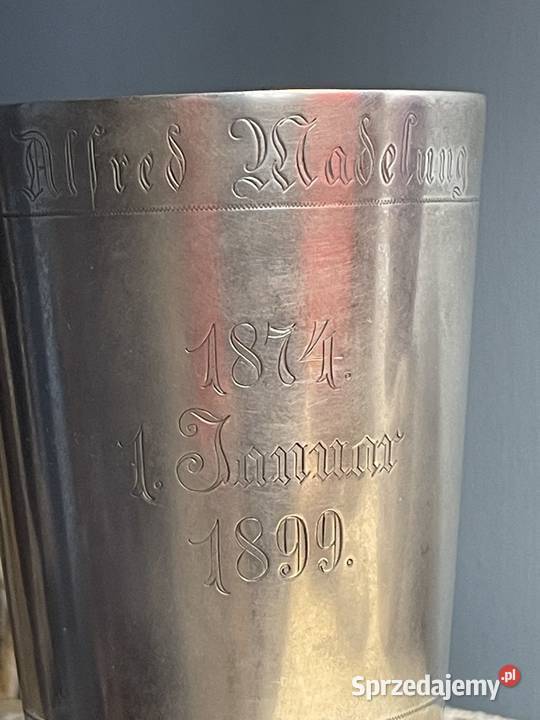 Alfred Madelung
1874.
1. Januar
1899.
Sprzedajemy.pl